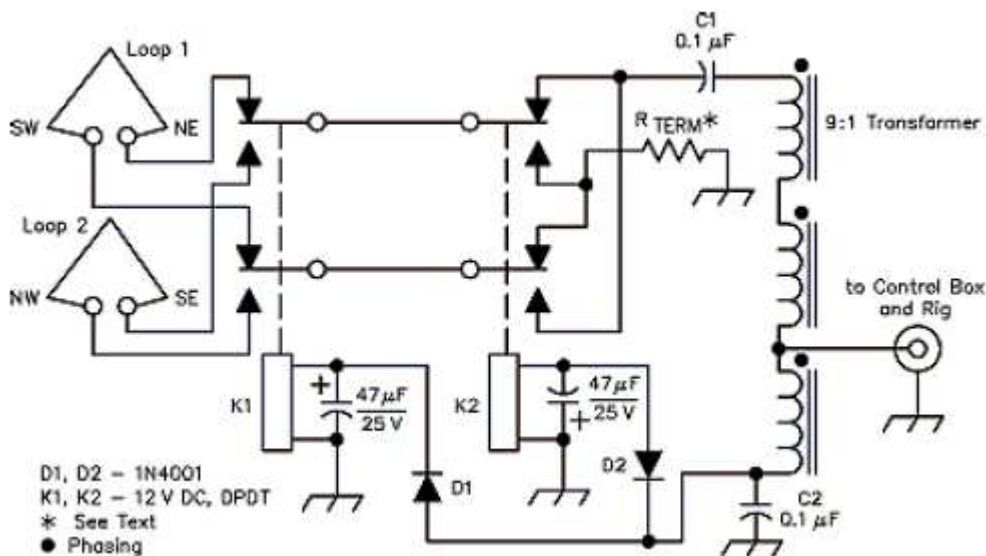 C1
0.1 μF
Loop 1
SW
NE
R TERM*
9:1 Transformer
Loop 2
NW
SE
to Control Box
and Rig
K1
+
47μF
25 V
K2
47μF
25 V
+
D2
D1
C2
0.1 μF
D1, D2 – 1N4001
K1, K2 – 12 V DC, DPDT
* See Text
● Phasing